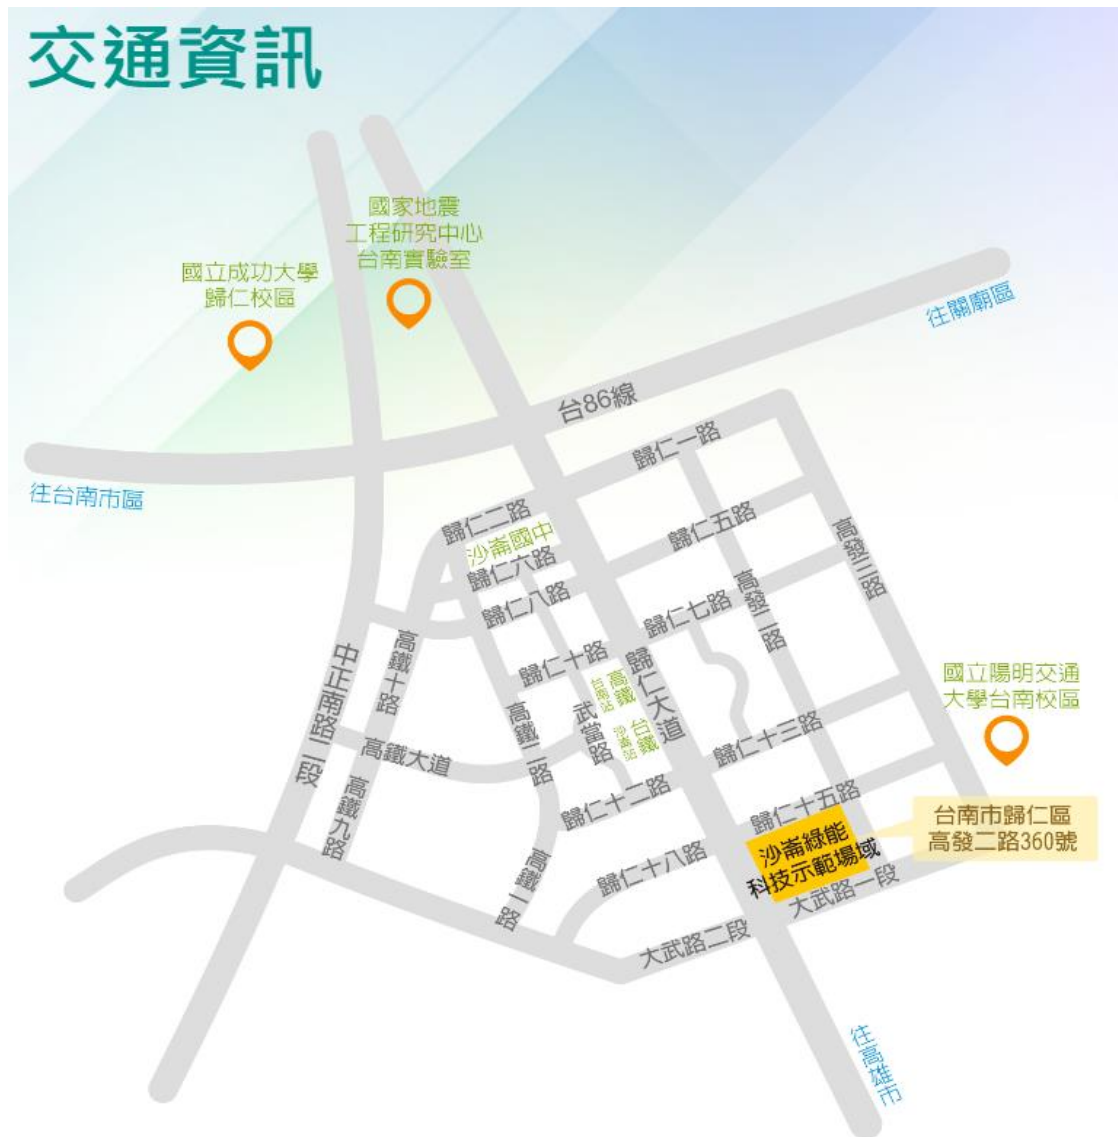 交通資訊
國家地震
工程研究中心
台南實驗室
國立成功大學
歸仁校區
往關廟區
台86線
往台南市區
歸仁一路
歸仁二路
沙崙國中
歸仁五路
歸仁六路
高發三路
歸仁八路
歸仁七路
高發二路
高鐵十路
中正南路二段
歸仁十路
歸仁大道
高鐵
台南站
武當路
台鐵
沙崙站
高鐵二路
國立陽明交通
大學台南校區
歸仁十三路
高鐵大道
高鐵九路
歸仁十二路
歸仁十五路
台南市歸仁區
高發二路360號
沙崙綠能
科技示範場域
高鐵一路
歸仁十八路
大武路一段
大武路二段
往高雄市